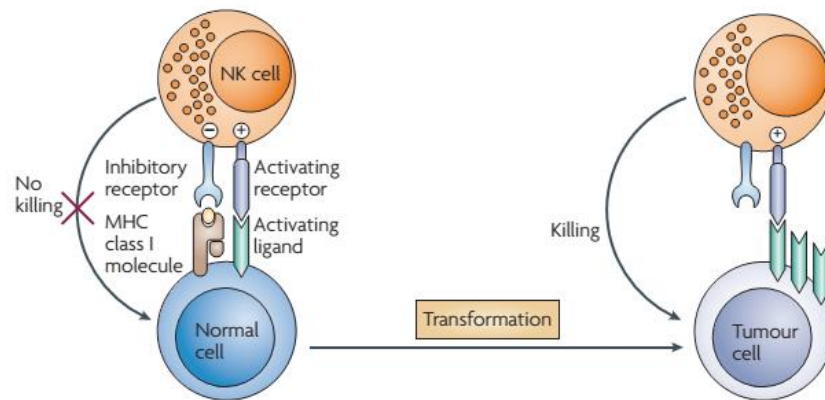 NK cell
−
+
Inhibitory
receptor
Activating
receptor
No
killing
MHC
class I
molecule
Activating
ligand
Normal
cell
Transformation
+
Killing
Tumour
cell